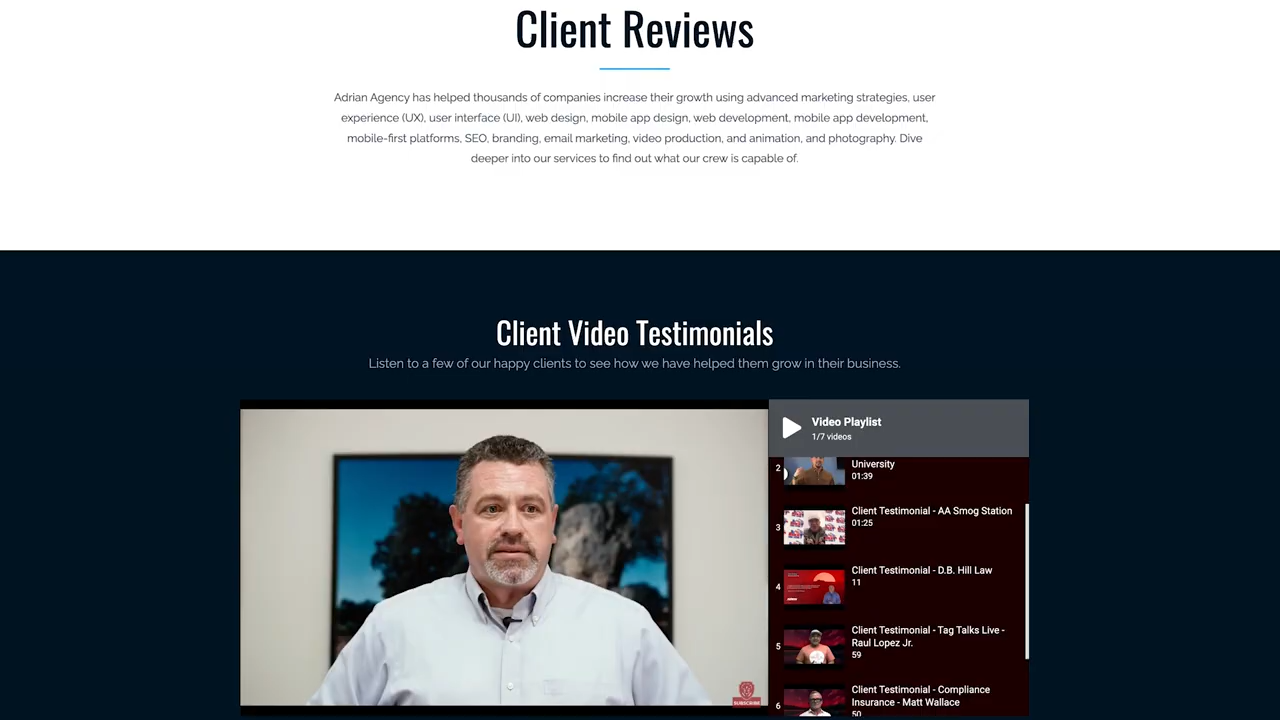 Client Reviews
Adrian Agency has helped thousands of companies increase their growth using advanced marketing strategies, user
experience (UX), user interface (UI), web design, mobile app design, web development, mobile app development,
mobile-first platforms, SEO, branding, email marketing, video production, and animation, and photography. Dive
deeper into our services to find out what our crew is capable of.
Client Video Testimonials
Listen to a few of our happy clients to see how we have helped them grow in their business.
Video Playlist
1/7 videos
2
University
01:39
3
Client Testimonial - AA Smog Station
01:25
4
Client Testimonial - D.B. Hill Law
11
5
Client Testimonial - Tag Talks Live -
Raul Lopez Jr.
59
6
Client Testimonial - Compliance
Insurance - Matt Wallace
50
SUBSCRIBE